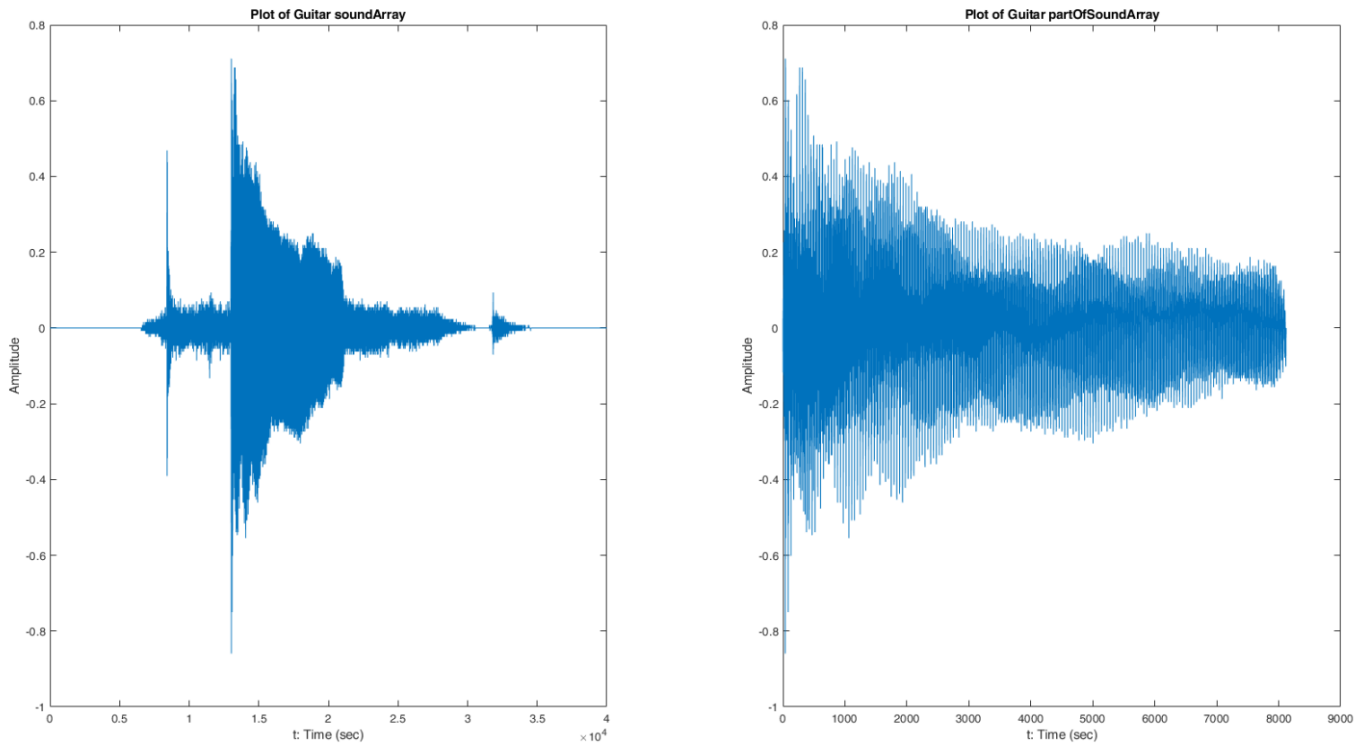 Plot of Guitar soundArray
0.8
0.6
0.4
0.2
0
-0.2
-0.4
-0.6
-0.8
-1
Amplitude
0 0.5 1 1.5 2 2.5 3 3.5 4
×10⁴
t: Time (sec)
Plot of Guitar partOfSoundArray
0.8
0.6
0.4
0.2
0
-0.2
-0.4
-0.6
-0.8
-1
Amplitude
0 1000 2000 3000 4000 5000 6000 7000 8000 9000
t: Time (sec)